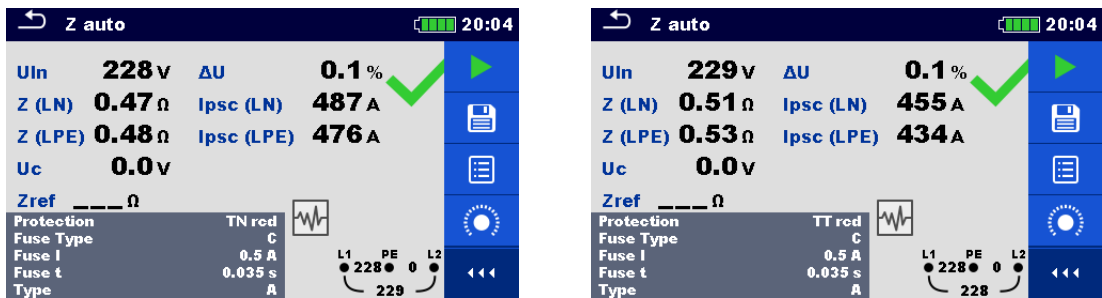 Z auto 20:04
Uln 228 V ΔU 0.1 %
Z (LN) 0.47 Ω Ipsc (LN) 487 A
Z (LPE) 0.48 Ω Ipsc (LPE) 476 A
Uc 0.0 V
Zref ___ Ω
Protection TN rcd
Fuse Type C
Fuse I 0.5 A
Fuse t 0.035 s
Type A
L1 PE L2
228 0
229
Z auto 20:04
Uln 229 V ΔU 0.1 %
Z (LN) 0.51 Ω Ipsc (LN) 455 A
Z (LPE) 0.53 Ω Ipsc (LPE) 434 A
Uc 0.0 V
Zref ___ Ω
Protection TT rcd
Fuse Type C
Fuse I 0.5 A
Fuse t 0.035 s
Type A
L1 PE L2
228 0
228